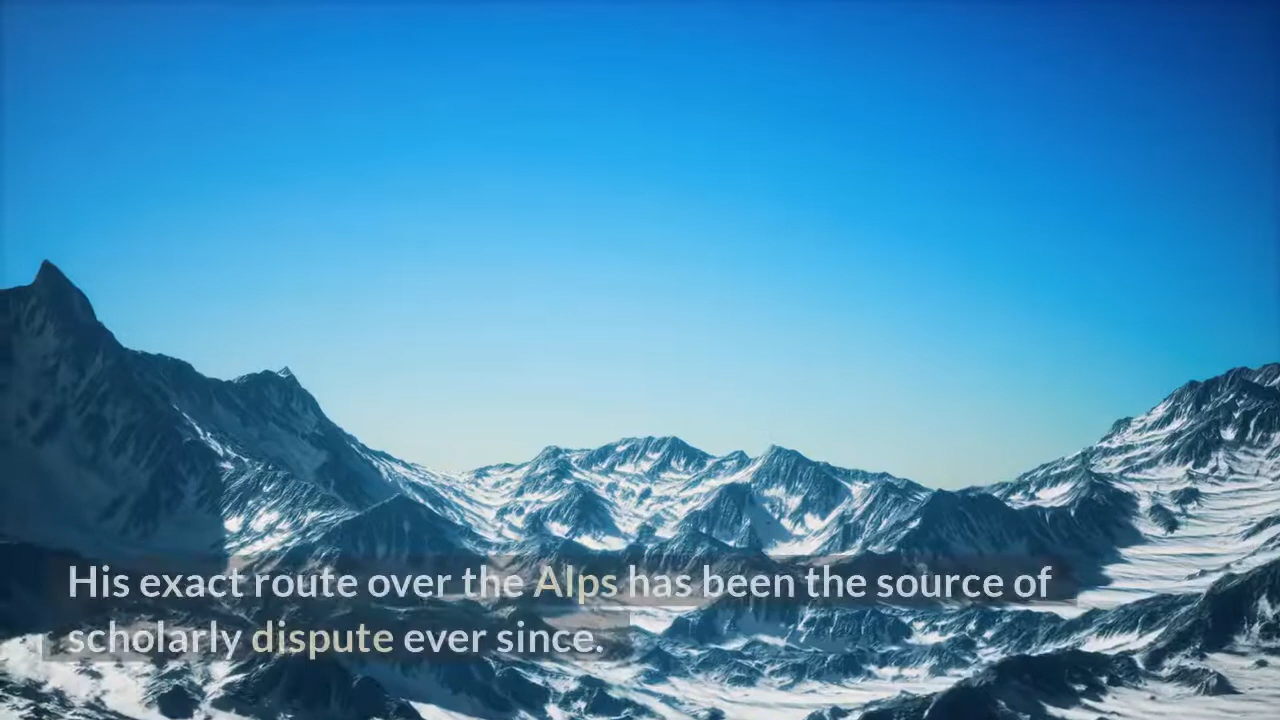 His exact route over the Alps has been the source of
scholarly dispute ever since.